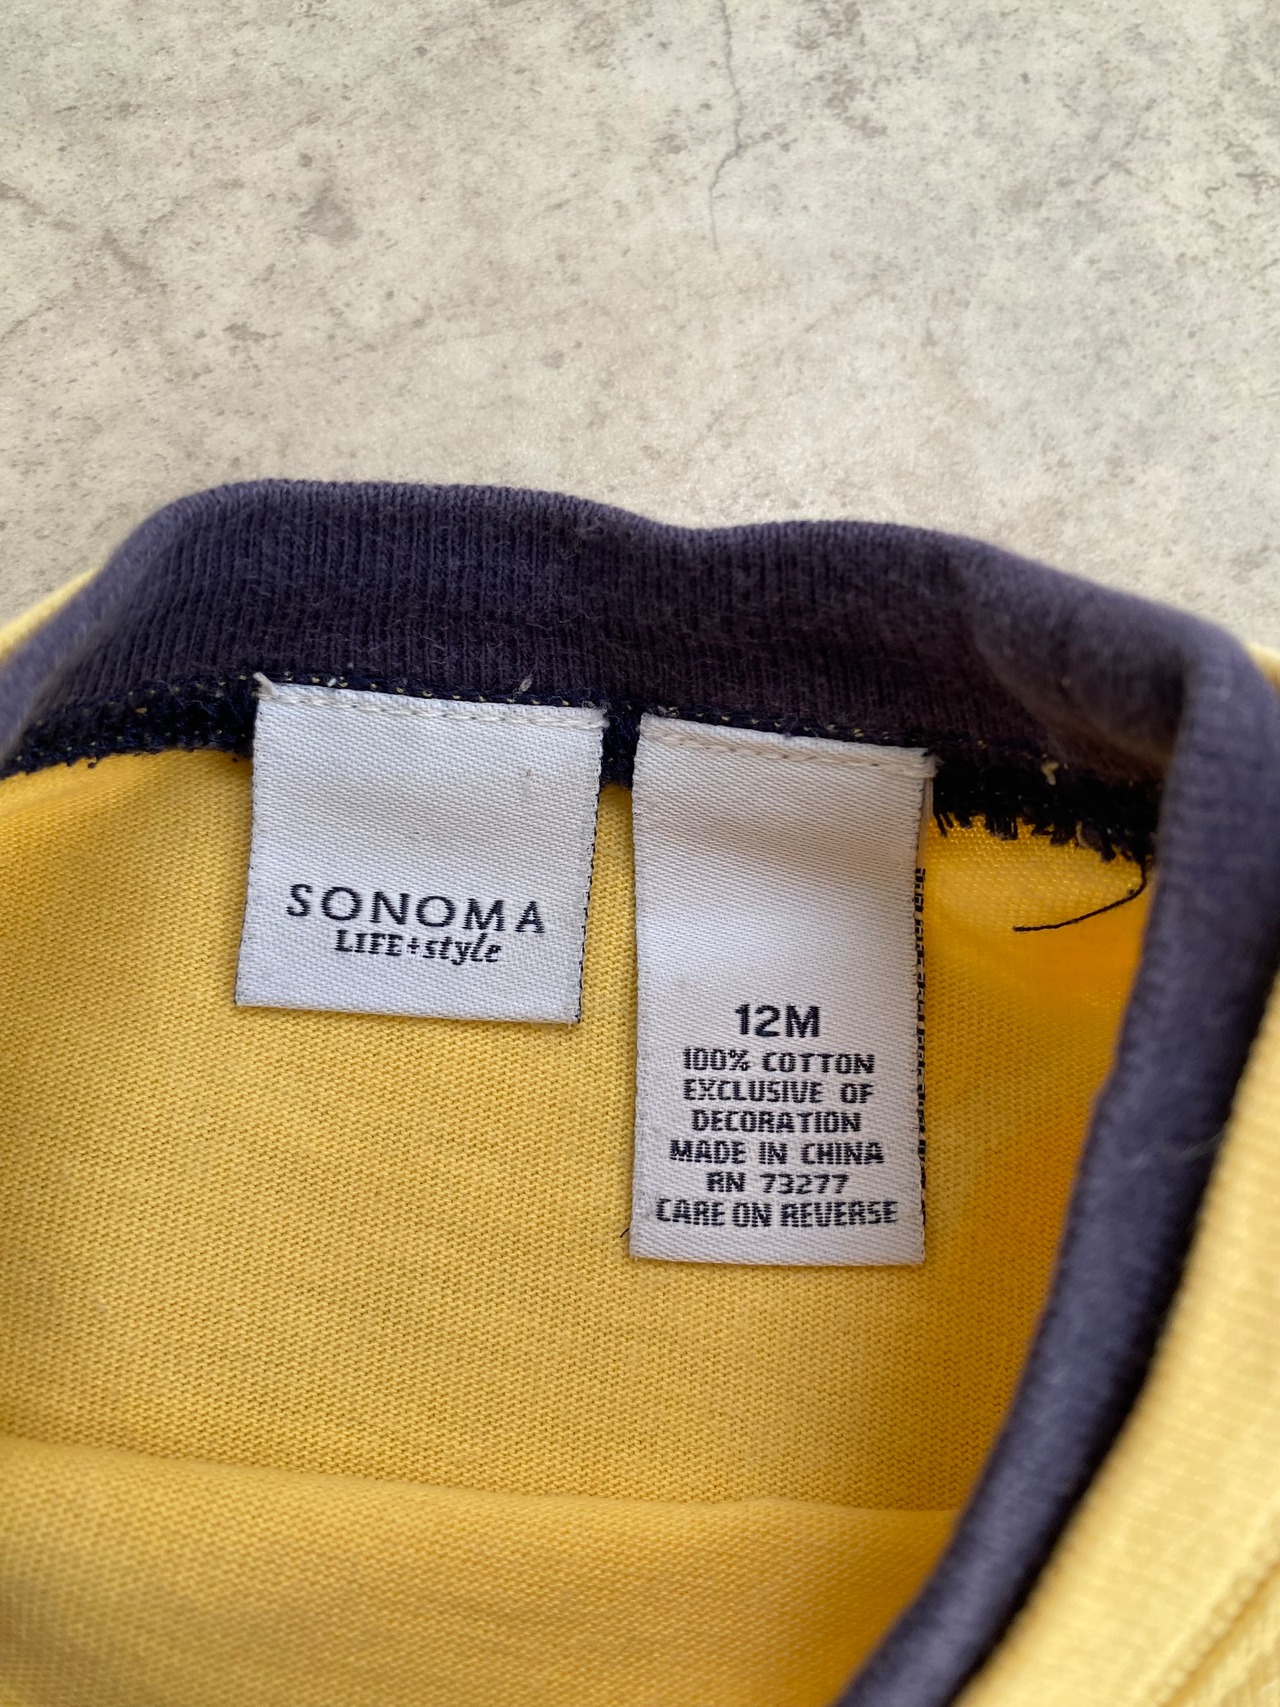 SONOMA
LIFE+style
12M
100% COTTON
EXCLUSIVE OF
DECORATION
MADE IN CHINA
RN 73277
CARE ON REVERSE